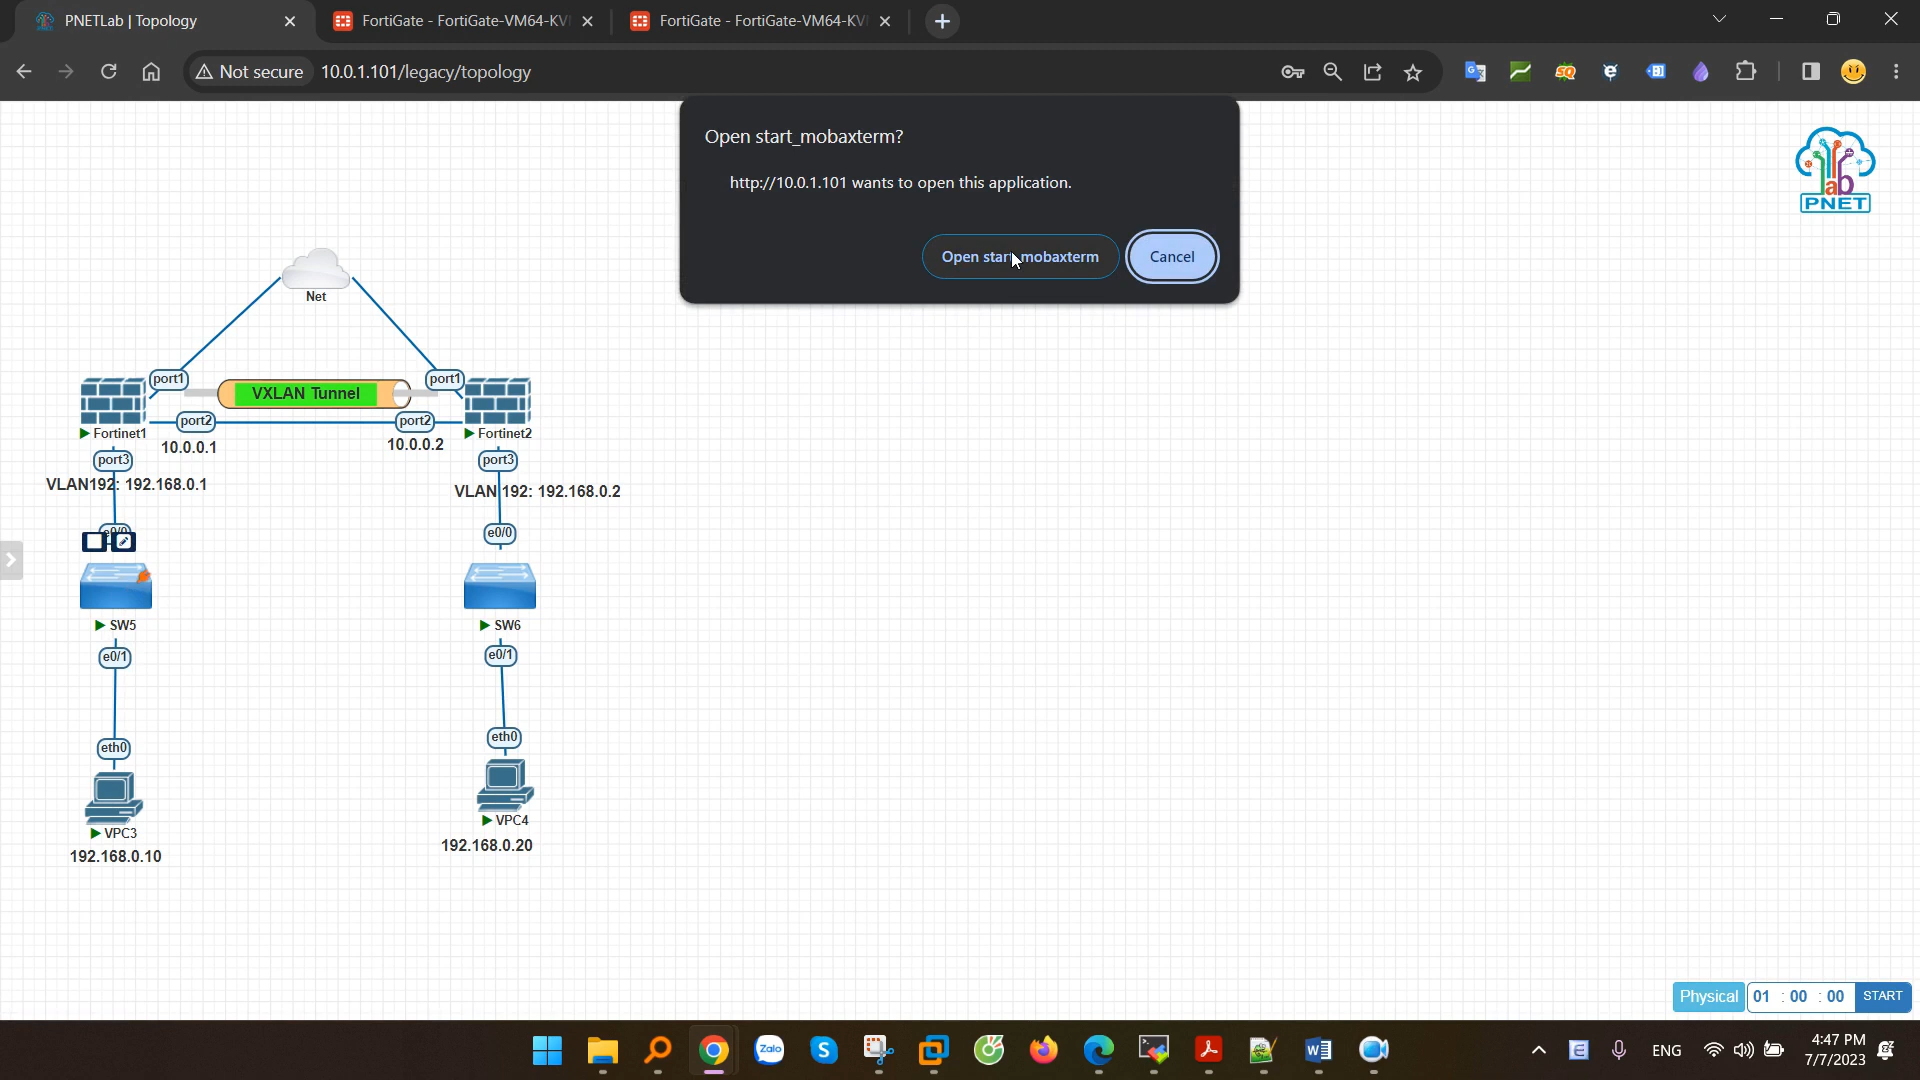 PNETLab | Topology
FortiGate - FortiGate-VM64-KV
FortiGate - FortiGate-VM64-KV
Not secure
10.0.1.101/legacy/topology
Open start_mobaxterm?
http://10.0.1.101 wants to open this application.
Open start_mobaxterm
Cancel
lab
PNET
Net
port1
VXLAN Tunnel
port1
port2
port2
Fortinet1
Fortinet2
10.0.0.1
10.0.0.2
port3
port3
VLAN192: 192.168.0.1
VLAN 192: 192.168.0.2
e0/0
e0/0
SW5
SW6
e0/1
e0/1
eth0
eth0
VPC3
VPC4
192.168.0.10
192.168.0.20
Physical
01 : 00 : 00
START
Zalo
ENG
4:47 PM
7/7/2023